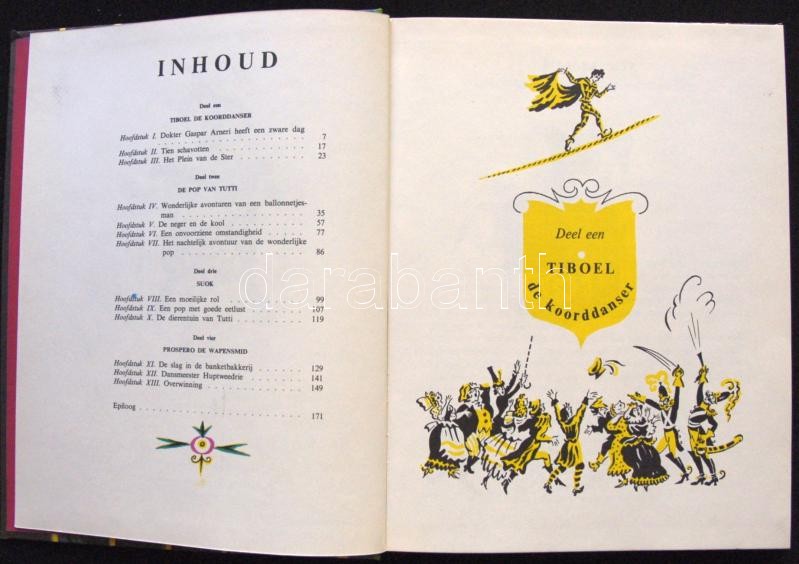 INHOUD
Deel een
TIBOEL DE KOORDDANSER
Hoofdstuk I. Dokter Gaspar Arneri heeft een zware dag
. . . . . . . . . . . . . . . . . . . 7
Hoofdstuk II. Tien schavotten . . . . . . . . . 17
Hoofdstuk III. Het Plein van de Ster . . . . . . . . 23
Deel twee
DE POP VAN TUTTI
Hoofdstuk IV. Wonderlijke avonturen van een ballonnetjes-
man . . . . . . . . . . . . . . . 35
Hoofdstuk V. De neger en de kool . . . . . . . . 57
Hoofdstuk VI. Een onvoorziene omstandigheid . . . . 77
Hoofdstuk VII. Het nachtelijk avontuur van de wonderlijke
pop . . . . . . . . . . . . . . . 86
Deel drie
SUOK
Hoofdstuk VIII. Een moeilijke rol . . . . . . . . 99
Hoofdstuk IX. Een pop met goede eetlust . . . . . . 107
Hoofdstuk X. De dierentuin van Tutti . . . . . . . 119
Deel vier
PROSPERO DE WAPENSMID
Hoofdstuk XI. De slag in de banketbakkerij . . . . . 129
Hoofdstuk XII. Dansmeester Huptweedrie . . . . . . 141
Hoofdstuk XIII. Overwinning . . . . . . . . . . 149
Epiloog . . . . . . . . . . . . . . . . . 171
Deel een
TIBOEL
de koorddanser
darabanth